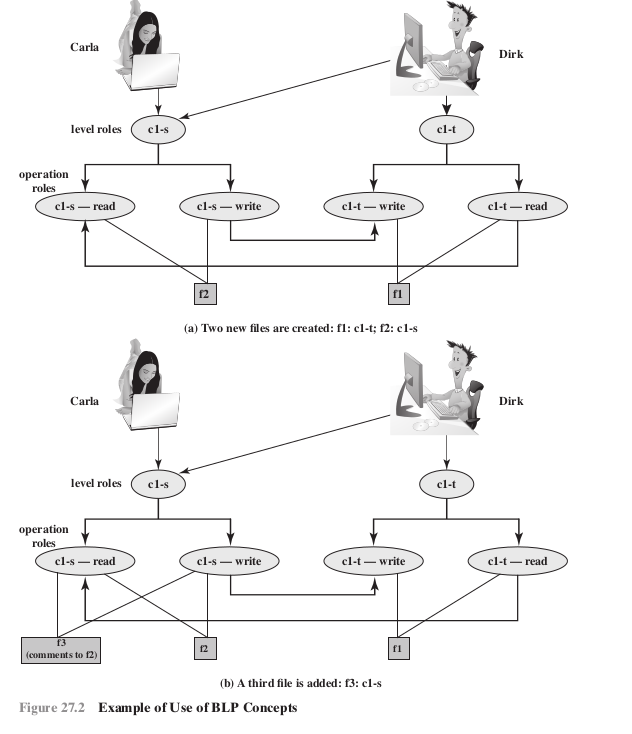 Carla
Dirk
level roles
c1-s
c1-t
operation
roles
c1-s — read
c1-s — write
c1-t — write
c1-t — read
f2
f1
(a) Two new files are created: f1: c1-t; f2: c1-s
Carla
Dirk
level roles
c1-s
c1-t
operation
roles
c1-s — read
c1-s — write
c1-t — write
c1-t — read
f3
(comments to f2)
f2
f1
(b) A third file is added: f3: c1-s
Figure 27.2 Example of Use of BLP Concepts